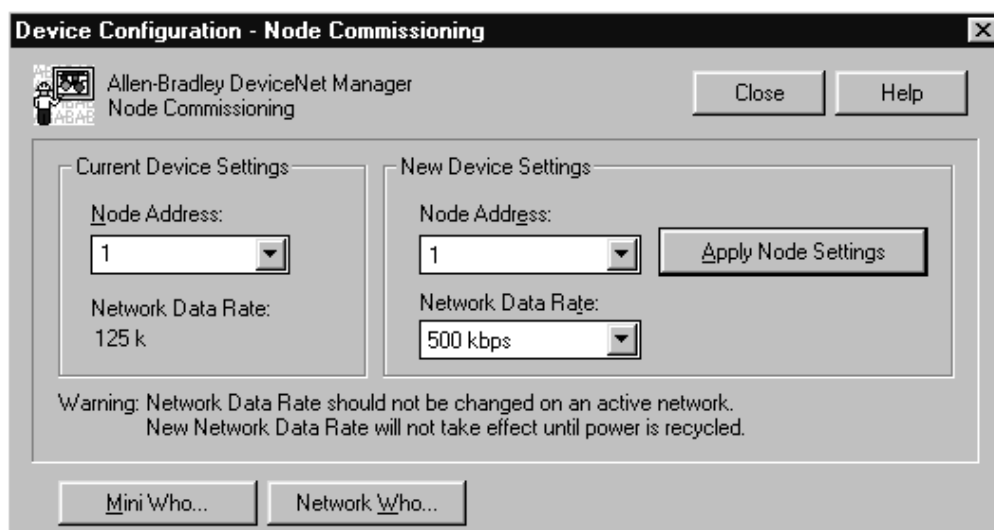 Device Configuration - Node Commissioning
Allen-Bradley DeviceNet Manager
Node Commissioning
Close
Help
Current Device Settings
Node Address:
1
Network Data Rate:
125 k
New Device Settings
Node Address:
1
Apply Node Settings
Network Data Rate:
500 kbps
Warning: Network Data Rate should not be changed on an active network.
New Network Data Rate will not take effect until power is recycled.
Mini Who...
Network Who...